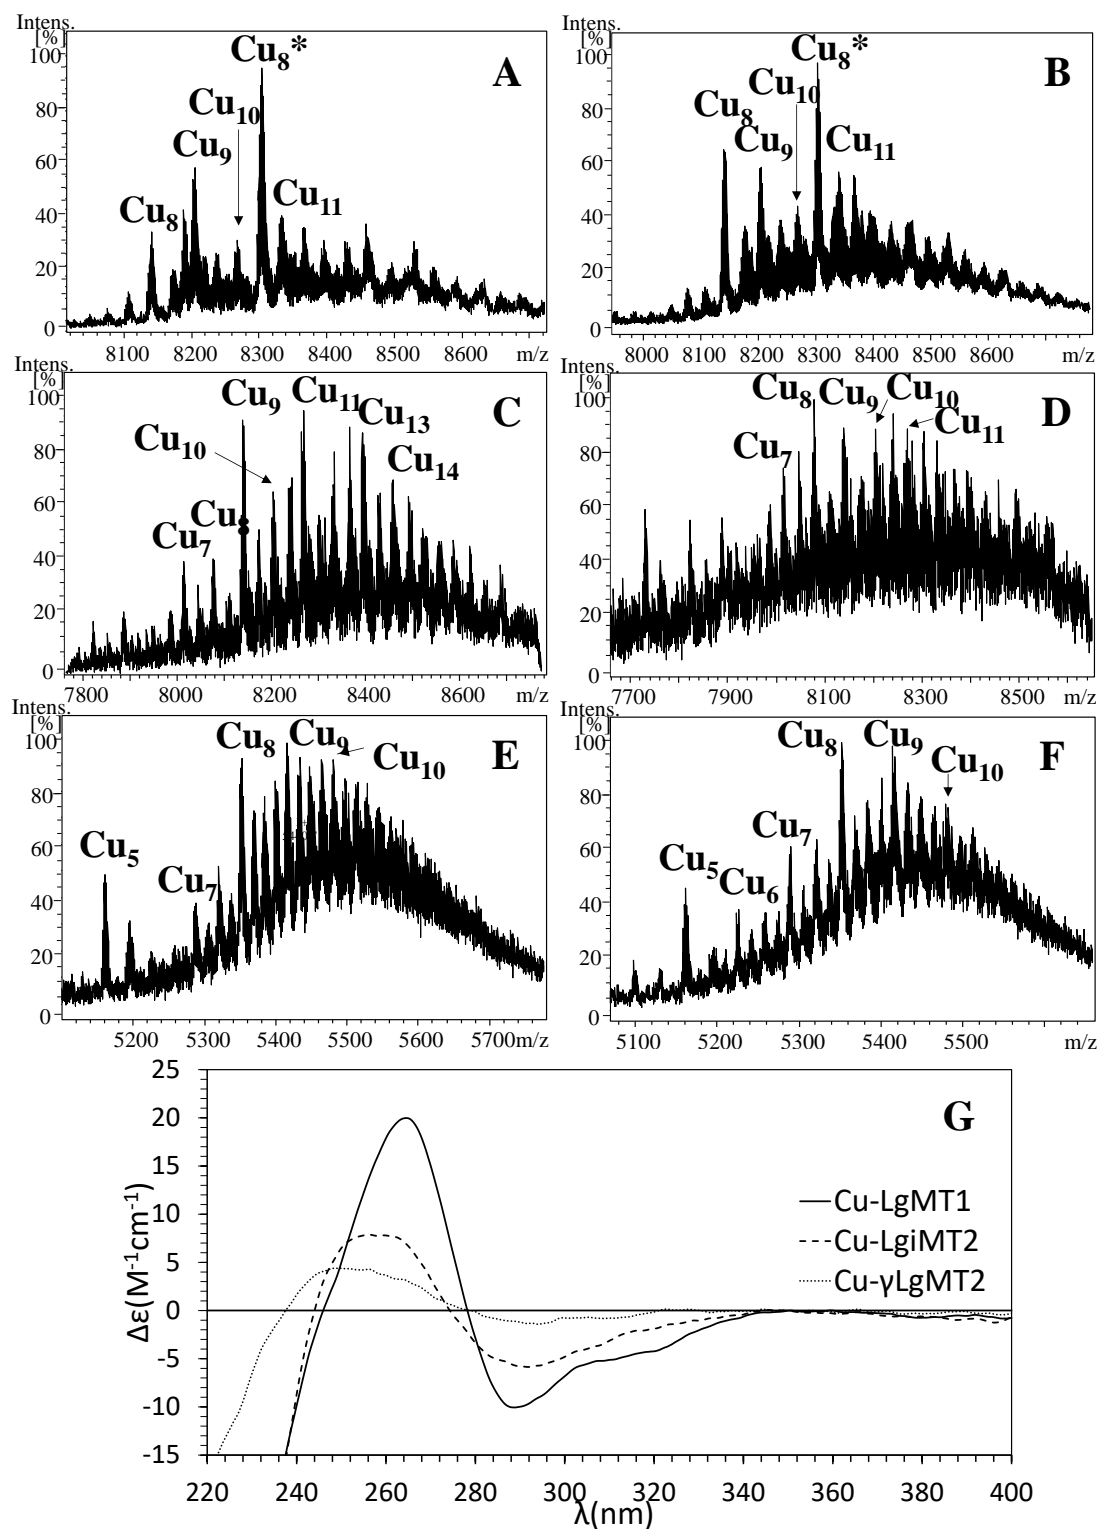 Intens.
[%]
100
80
60
40
20
0
Cu8*
A
Cu10
Cu9
Cu8
Cu11
8100 8200 8300 8400 8500 8600 m/z
Intens.
[%]
100
80
60
40
20
0
Cu8*
B
Cu10
Cu8
Cu9
Cu11
8000 8100 8200 8300 8400 8600 m/z
Intens.
[%]
100
80
60
40
20
0
Cu9
Cu11
C
Cu13
Cu10
Cu14
Cu8
Cu7
7800 8000 8200 8400 8600 m/z
Intens.
[%]
100
80
60
40
20
0
Cu8
Cu9
Cu10
D
Cu11
Cu7
7700 7900 8100 8300 8500 m/z
Intens.
[%]
100
80
60
40
20
0
Cu8
Cu9
E
Cu10
Cu5
Cu7
5200 5300 5400 5500 5600 5700m/z
Intens.
[%]
100
80
60
40
20
0
Cu8
Cu9
F
Cu10
Cu7
Cu5
Cu6
5100 5200 5300 5400 5500 m/z
G
Δε(M⁻¹cm⁻¹)
25
20
15
10
5
0
-5
-10
-15
Cu-LgMT1
Cu-LgiMT2
Cu-γLgMT2
220 240 260 280 300 320 340 360 380 400
λ(nm)